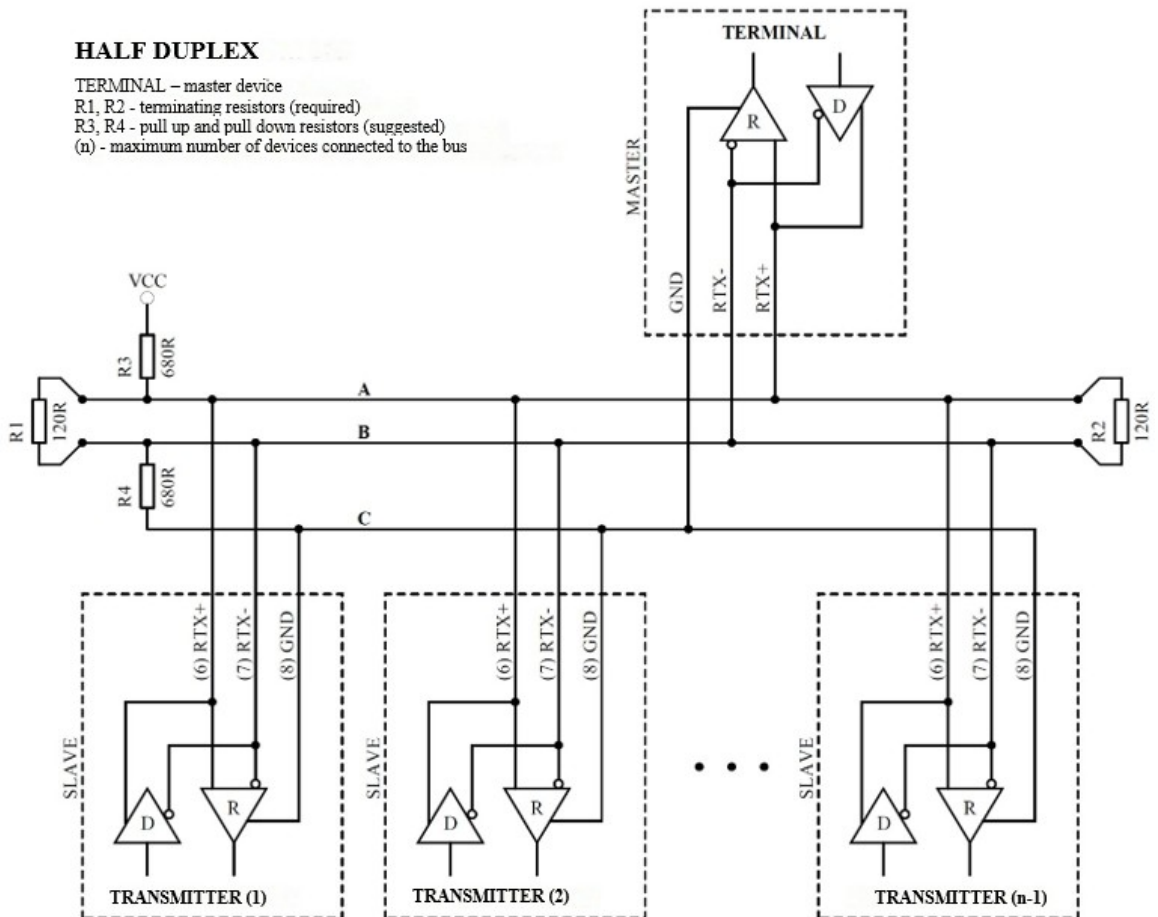 HALF DUPLEX
TERMINAL – master device
R1, R2 - terminating resistors (required)
R3, R4 - pull up and pull down resistors (suggested)
(n) - maximum number of devices connected to the bus
TERMINAL
R
D
MASTER
GND
RTX-
RTX+
VCC
R3
680R
A
R1
120R
B
R2
120R
R4
680R
C
(6) RTX+
(7) RTX-
(8) GND
(6) RTX+
(7) RTX-
(8) GND
(6) RTX+
(7) RTX-
(8) GND
SLAVE
D
R
SLAVE
D
R
SLAVE
D
R
TRANSMITTER (1)
TRANSMITTER (2)
TRANSMITTER (n-1)